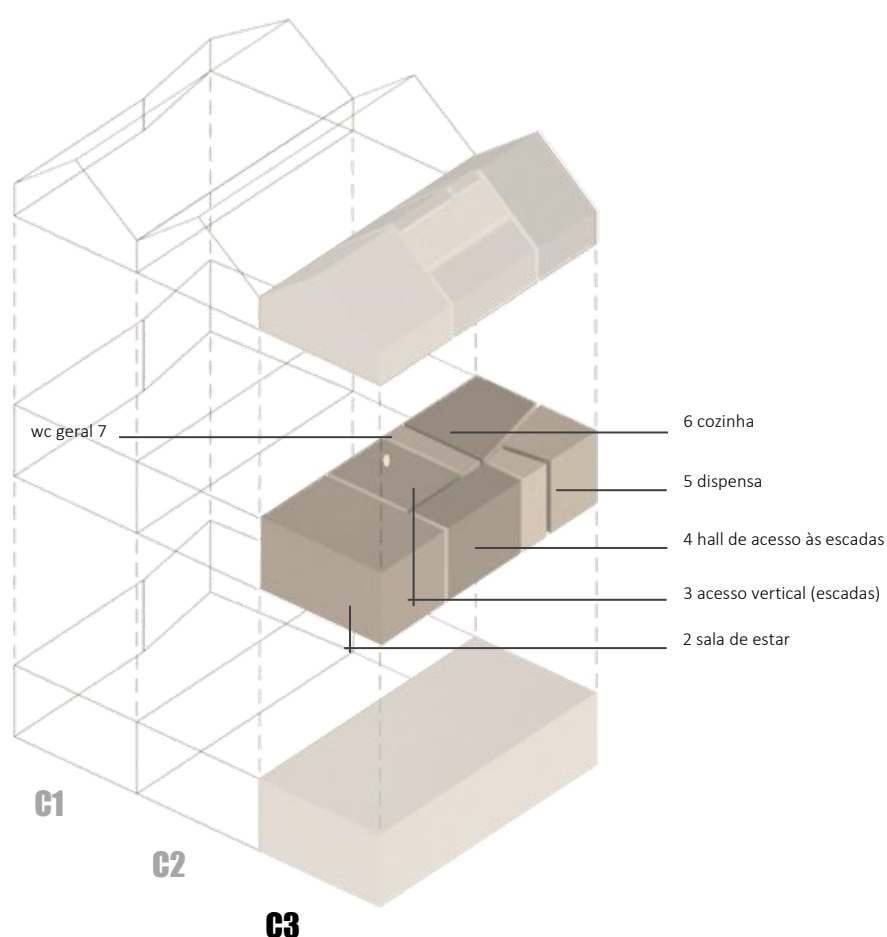 6 cozinha
wc geral 7
5 dispensa
4 hall de acesso às escadas
3 acesso vertical (escadas)
2 sala de estar
C1
C2
C3